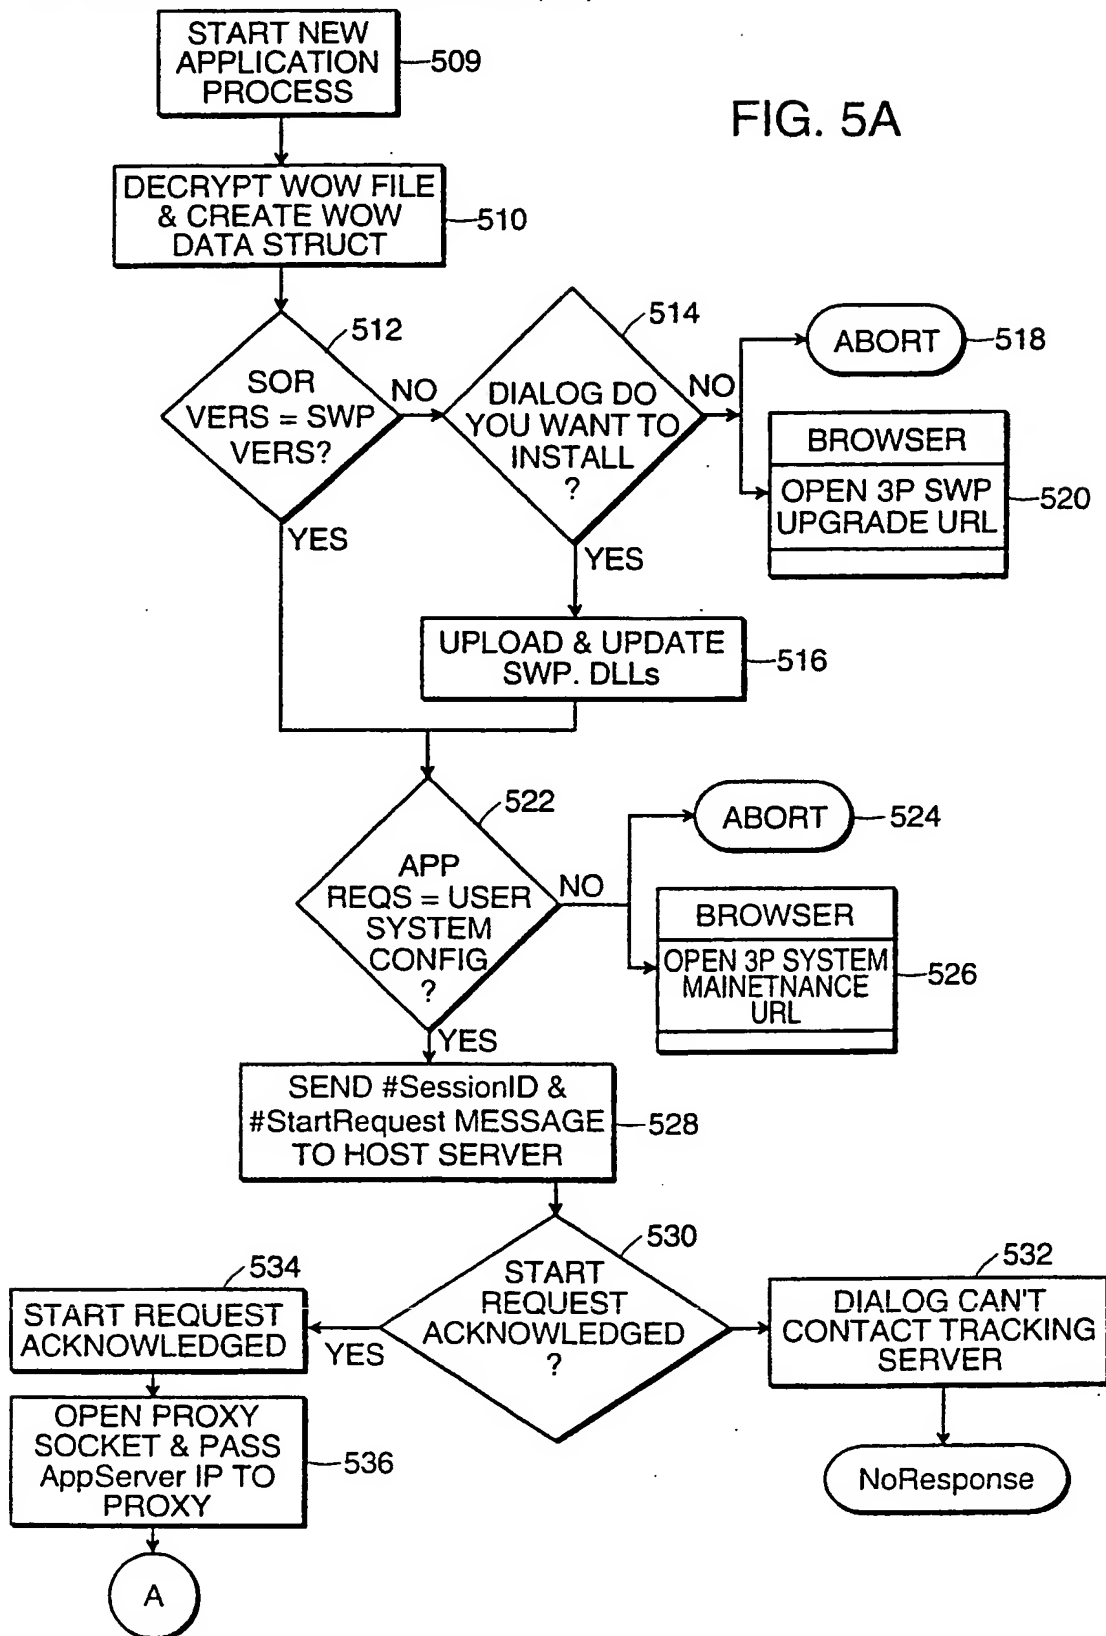 START NEW
APPLICATION
PROCESS
509
FIG. 5A
DECRYPT WOW FILE
& CREATE WOW
DATA STRUCT
510
512
SOR
VERS = SWP
VERS?
NO
YES
514
DIALOG DO
YOU WANT TO
INSTALL
?
NO
YES
ABORT
518
BROWSER
OPEN 3P SWP
UPGRADE URL
520
UPLOAD & UPDATE
SWP. DLLs
516
522
APP
REQS = USER
SYSTEM
CONFIG
?
NO
YES
ABORT
524
BROWSER
OPEN 3P SYSTEM
MAINETNANCE
URL
526
SEND #SessionID &
#StartRequest MESSAGE
TO HOST SERVER
528
530
START
REQUEST
ACKNOWLEDGED
?
YES
532
DIALOG CAN'T
CONTACT TRACKING
SERVER
NoResponse
534
START REQUEST
ACKNOWLEDGED
OPEN PROXY
SOCKET & PASS
AppServer IP TO
PROXY
536
A